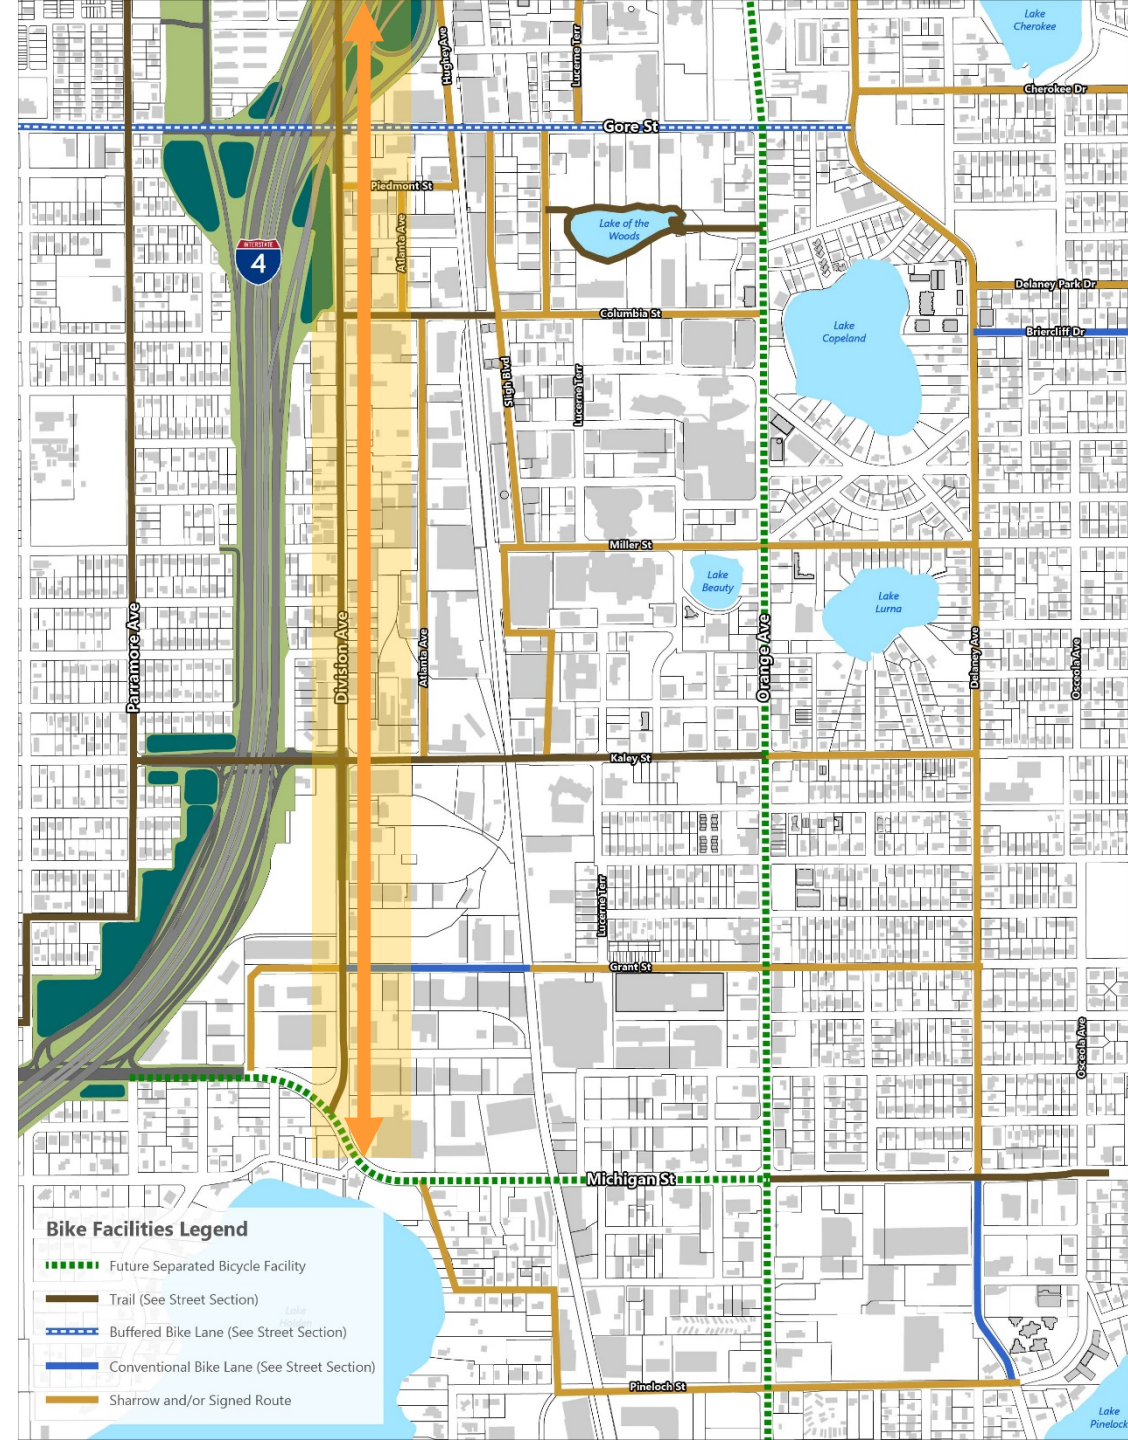 Lake
Cherokee
Hughey Ave
Lucerne Terr
Cherokee Dr
Gore St
Piedmont St
Atlanta Ave
Lake of the
Woods
INTERSTATE
4
Delaney Park Dr
Columbia St
Lake
Copeland
Briercliff Dr
Sligh Blvd
Lucerne Terr
Miller St
Lake
Beauty
Lake
Lurna
Parramore Ave
Division Ave
Atlanta Ave
Orange Ave
Delaney Ave
Osceola Ave
Kaley St
Lucerne Terr
Grant St
Osceola Ave
Michigan St
Bike Facilities Legend
Future Separated Bicycle Facility
Trail (See Street Section)
Lake
Holden
Buffered Bike Lane (See Street Section)
Conventional Bike Lane (See Street Section)
Sharrow and/or Signed Route
Pineloch St
Lake
Pineloch